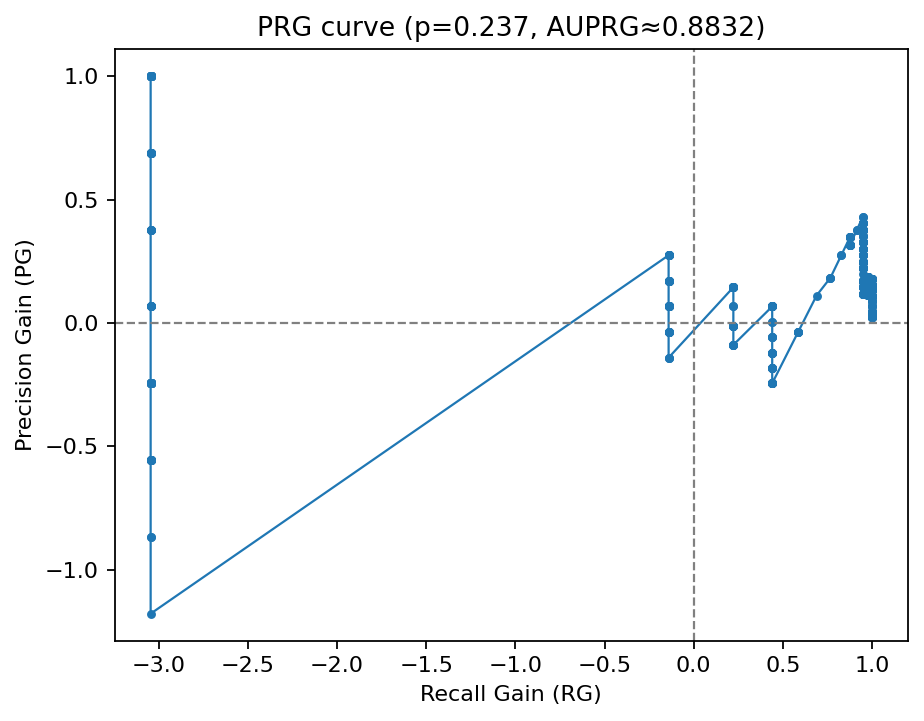 PRG curve (p=0.237, AUPRG≈0.8832)
Precision Gain (PG)
1.0
0.5
0.0
−0.5
−1.0
−3.0 −2.5 −2.0 −1.5 −1.0 −0.5 0.0 0.5 1.0
Recall Gain (RG)